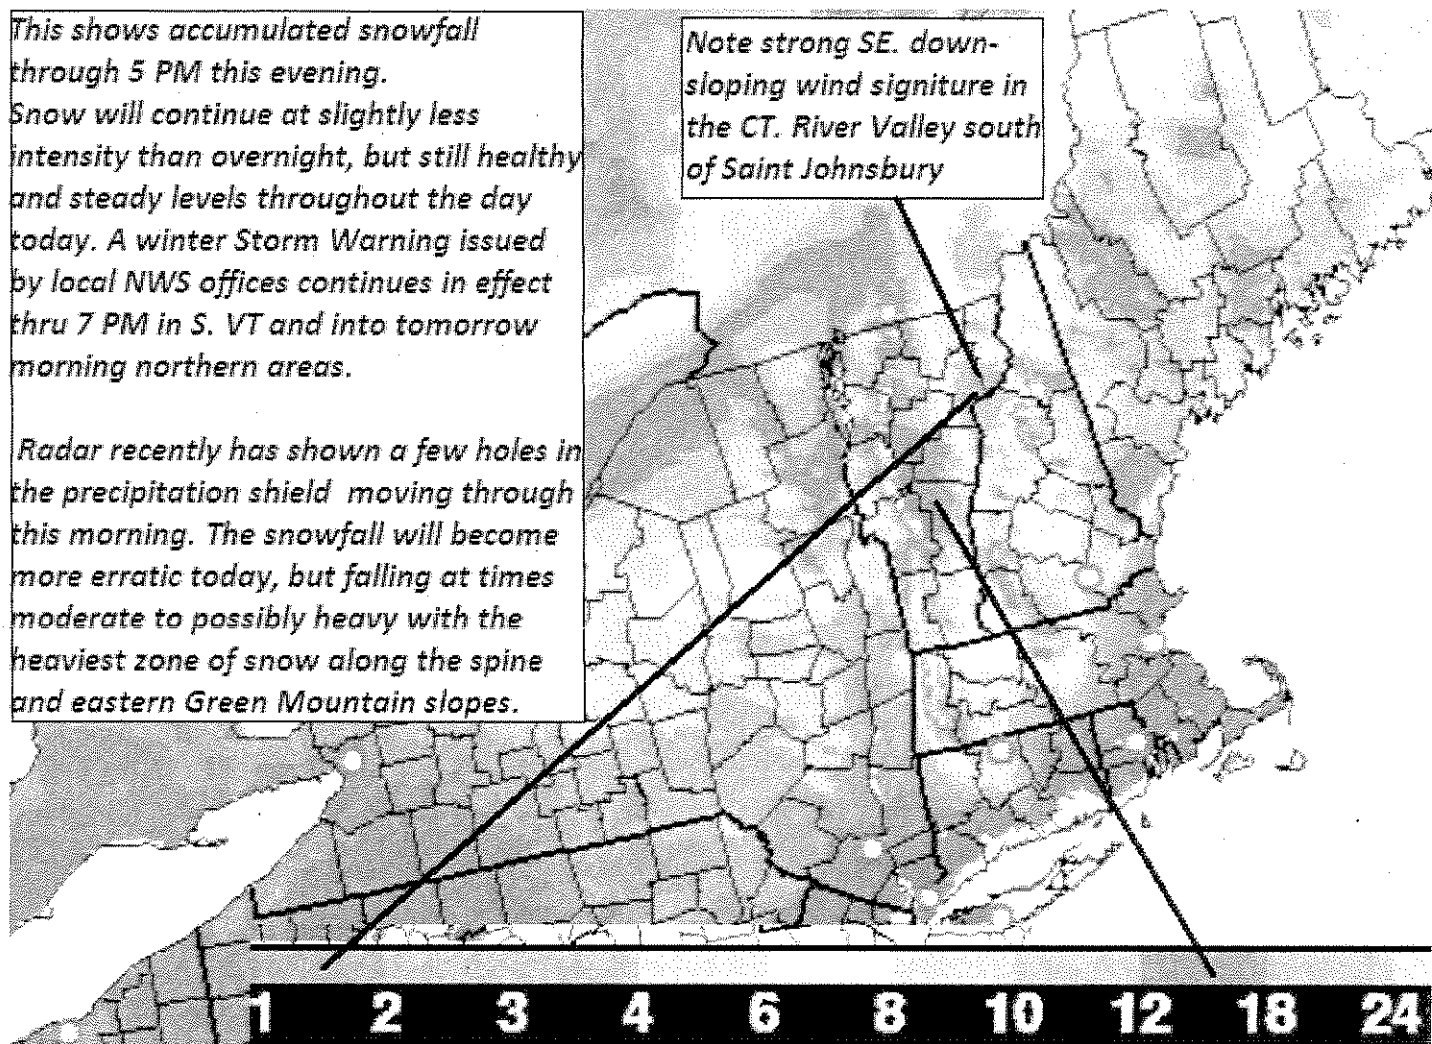 This shows accumulated snowfall
through 5 PM this evening.
Snow will continue at slightly less
intensity than overnight, but still healthy
and steady levels throughout the day
today. A winter Storm Warning issued
by local NWS offices continues in effect
thru 7 PM in S. VT and into tomorrow
morning northern areas.
Radar recently has shown a few holes in
the precipitation shield moving through
this morning. The snowfall will become
more erratic today, but falling at times
moderate to possibly heavy with the
heaviest zone of snow along the spine
and eastern Green Mountain slopes.
Note strong SE. down-
sloping wind signiture in
the CT. River Valley south
of Saint Johnsbury
1 2 3 4 6 8 10 12 18 24